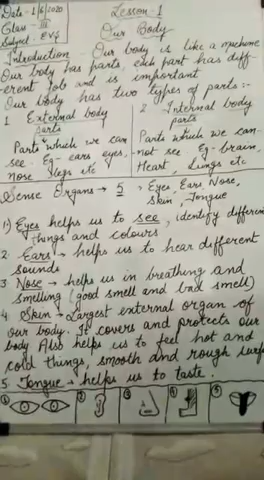 Date - 1/6/2020
Lesson - 1
Class - III
Our Body
Subject - EVS
Introduction - Our body is like a machine
Our body has parts, each part has diff-
erent job and is important
Our body has two types of parts:-
1 External body parts
Parts which we can see. Eg - ears, eyes, nose, legs etc
2 Internal body parts
Parts which we can-
not see. Eg - brain, Heart, Lungs etc
Sense Organs → 5 → Eyes, Ears, Nose, Skin, Tongue
1) Eyes helps us to see, identify different
things and colours
2. Ears → helps us to hear different
sounds
3 Nose → helps us in breathing and
smelling (good smell and bad smell)
4 Skin → Largest external organ of
our body. It covers and protects our
body Also helps us to feel hot and
cold things, smooth and rough surf
5 Tongue → helps us to taste.